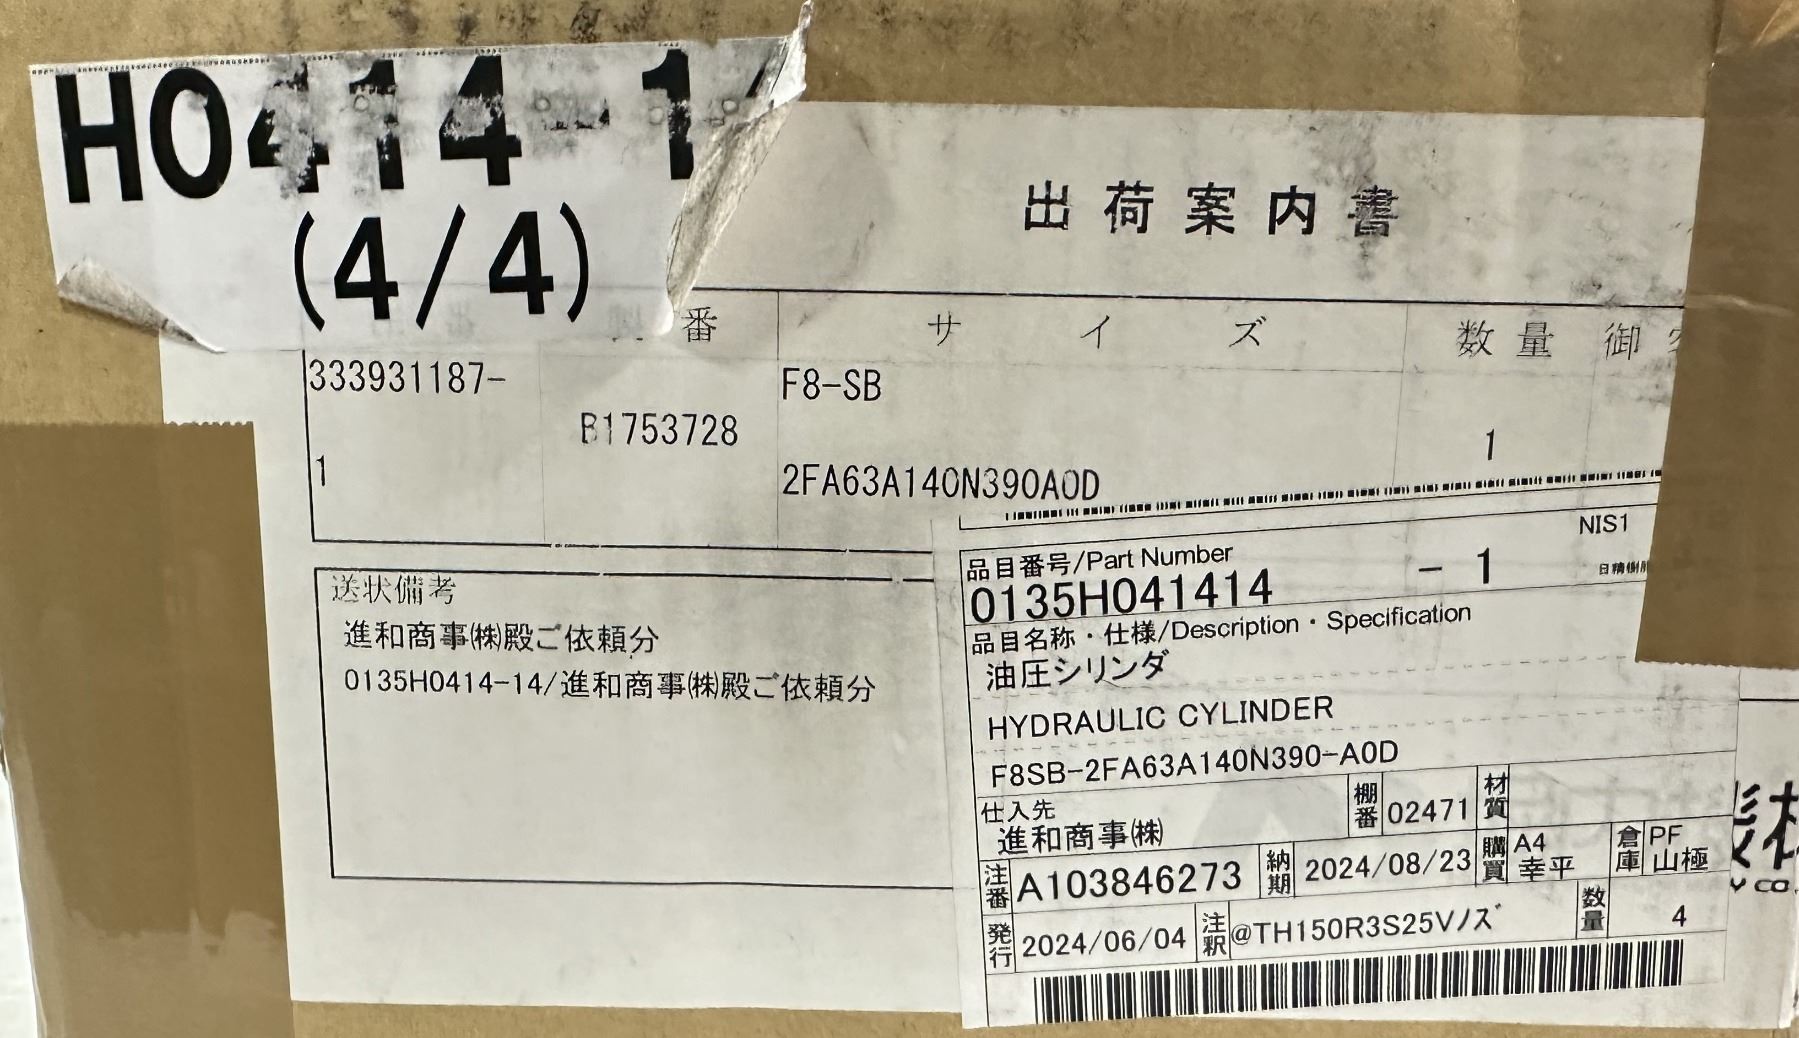 H0414-1
(4/4)
出荷案内書
番 サイズ 数量 御
333931187-
1
B1753728
F8-SB
2FA63A140N390A0D
1
送状備考
進和商事㈱殿ご依頼分
0135H0414-14/進和商事㈱殿ご依頼分
NIS1
品目番号/Part Number
0135H041414 - 1
品目名称・仕様/Description・Specification
油圧シリンダ
HYDRAULIC CYLINDER
F8SB-2FA63A140N390-A0D
仕入先 進和商事㈱ 棚番 02471 材質
注番 A103846273 納期 2024/08/23 購買 A4 幸平 倉庫 PF 山極
発行 2024/06/04 注釈 @TH150R3S25Vノズ 数量 4
CO.